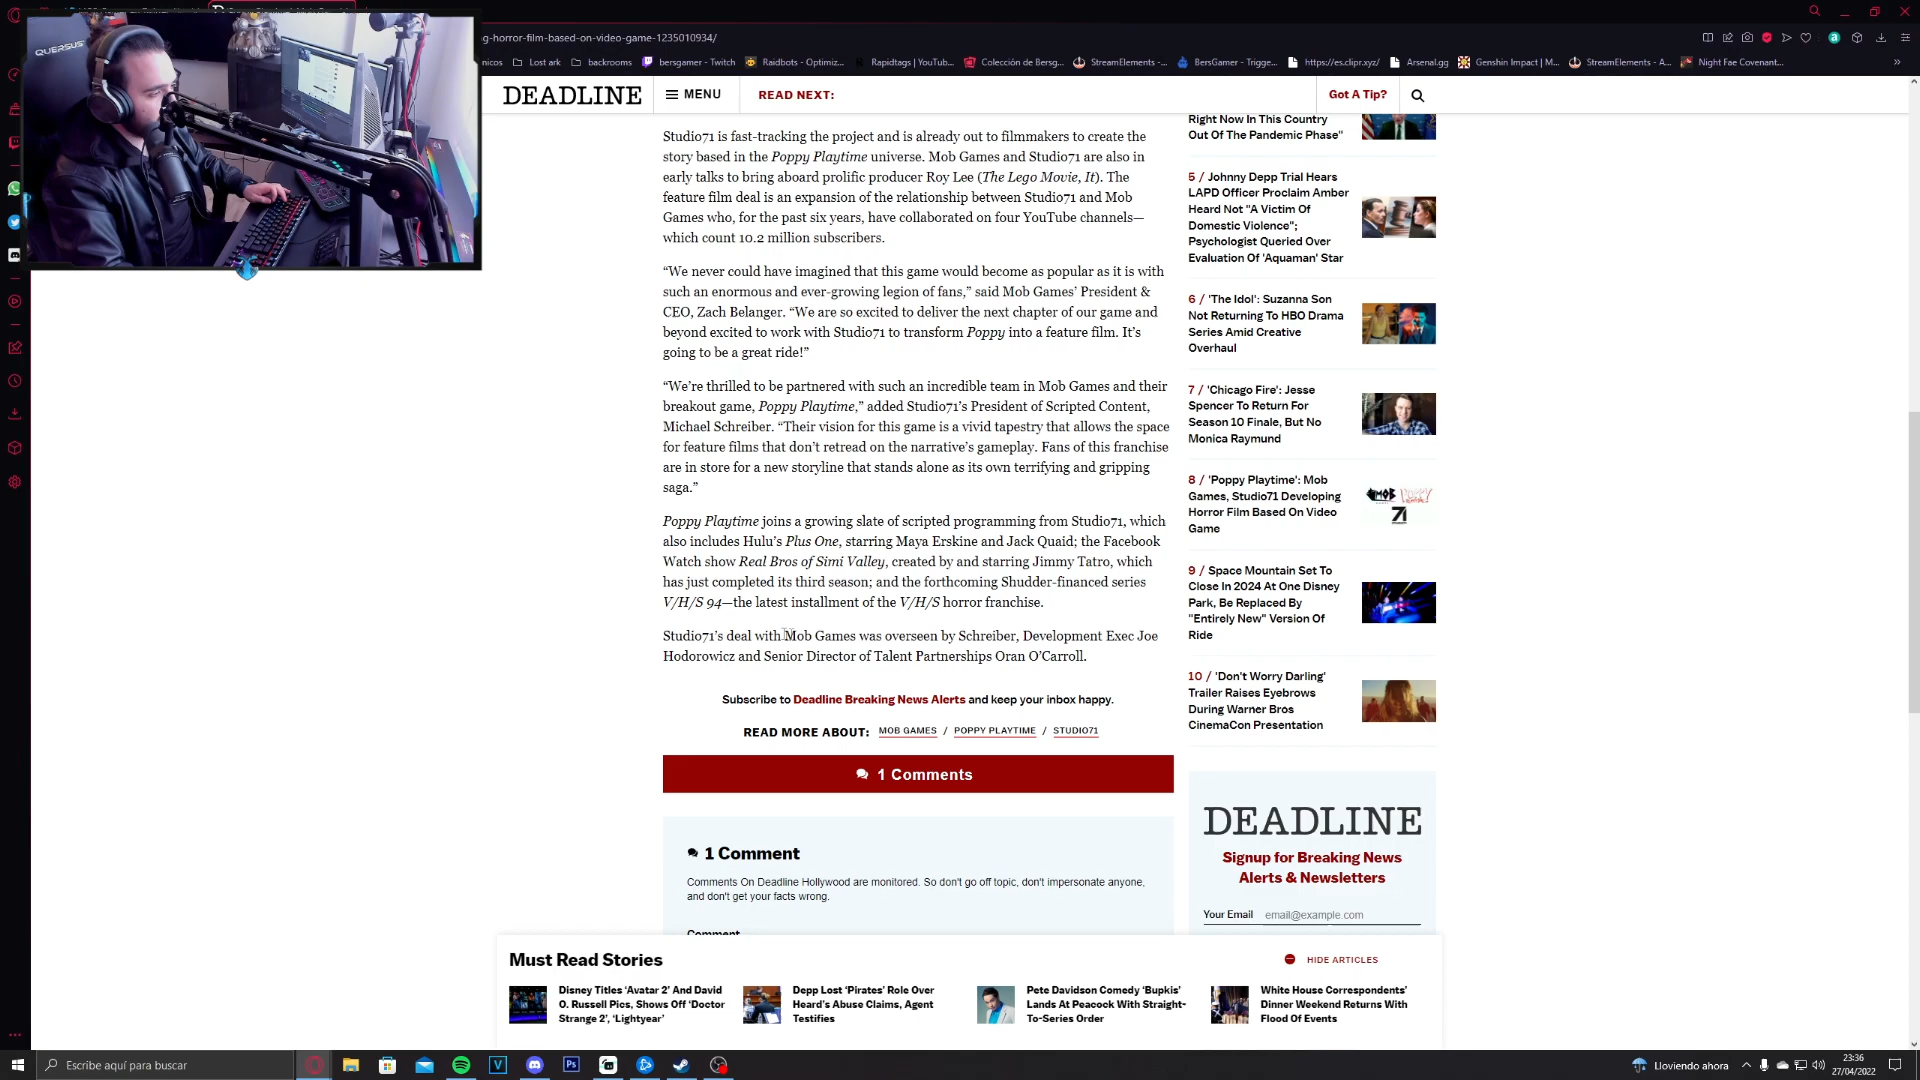 QUERSUS
g-horror-film-based-on-video-game-1235010934/
nicos
Lost ark
backrooms
bersgamer - Twitch
Raidbots - Optimiz...
Rapidtags | YouTub...
Colección de Bersg...
StreamElements -...
BersGamer - Trigge...
https://es.clipr.xyz/
Arsenal.gg
Genshin Impact | M...
StreamElements - A...
Night Fae Covenant...
DEADLINE
MENU
READ NEXT:
Got A Tip?
Studio71 is fast-tracking the project and is already out to filmmakers to create the
story based in the Poppy Playtime universe. Mob Games and Studio71 are also in
early talks to bring aboard prolific producer Roy Lee (The Lego Movie, It). The
feature film deal is an expansion of the relationship between Studio71 and Mob
Games who, for the past six years, have collaborated on four YouTube channels—
which count 10.2 million subscribers.
“We never could have imagined that this game would become as popular as it is with
such an enormous and ever-growing legion of fans,” said Mob Games’ President &
CEO, Zach Belanger. “We are so excited to deliver the next chapter of our game and
beyond excited to work with Studio71 to transform Poppy into a feature film. It’s
going to be a great ride!”
“We’re thrilled to be partnered with such an incredible team in Mob Games and their
breakout game, Poppy Playtime,” added Studio71’s President of Scripted Content,
Michael Schreiber. “Their vision for this game is a vivid tapestry that allows the space
for feature films that don’t retread on the narrative’s gameplay. Fans of this franchise
are in store for a new storyline that stands alone as its own terrifying and gripping
saga.”
Poppy Playtime joins a growing slate of scripted programming from Studio71, which
also includes Hulu’s Plus One, starring Maya Erskine and Jack Quaid; the Facebook
Watch show Real Bros of Simi Valley, created by and starring Jimmy Tatro, which
has just completed its third season; and the forthcoming Shudder-financed series
V/H/S 94—the latest installment of the V/H/S horror franchise.
Studio71’s deal with Mob Games was overseen by Schreiber, Development Exec Joe
Hodorowicz and Senior Director of Talent Partnerships Oran O’Carroll.
Subscribe to Deadline Breaking News Alerts and keep your inbox happy.
READ MORE ABOUT: MOB GAMES / POPPY PLAYTIME / STUDIO71
1 Comments
1 Comment
Comments On Deadline Hollywood are monitored. So don't go off topic, don't impersonate anyone,
and don't get your facts wrong.
Comment
Right Now In This Country
Out Of The Pandemic Phase"
5 / Johnny Depp Trial Hears
LAPD Officer Proclaim Amber
Heard Not "A Victim Of
Domestic Violence";
Psychologist Queried Over
Evaluation Of 'Aquaman' Star
6 / 'The Idol': Suzanna Son
Not Returning To HBO Drama
Series Amid Creative
Overhaul
7 / 'Chicago Fire': Jesse
Spencer To Return For
Season 10 Finale, But No
Monica Raymund
8 / 'Poppy Playtime': Mob
Games, Studio71 Developing
Horror Film Based On Video
Game
MOB
POPPY
71
9 / Space Mountain Set To
Close In 2024 At One Disney
Park, Be Replaced By
"Entirely New" Version Of
Ride
10 / 'Don't Worry Darling'
Trailer Raises Eyebrows
During Warner Bros
CinemaCon Presentation
DEADLINE
Signup for Breaking News
Alerts & Newsletters
Your Email
email@example.com
Must Read Stories
HIDE ARTICLES
Disney Titles ‘Avatar 2’ And David
O. Russell Pics, Shows Off ‘Doctor
Strange 2’, ‘Lightyear’
Depp Lost ‘Pirates’ Role Over
Heard’s Abuse Claims, Agent
Testifies
Pete Davidson Comedy ‘Bupkis’
Lands At Peacock With Straight-
To-Series Order
White House Correspondents’
Dinner Weekend Returns With
Flood Of Events
Escribe aquí para buscar
V
Ps
Lloviendo ahora
23:36
27/04/2022